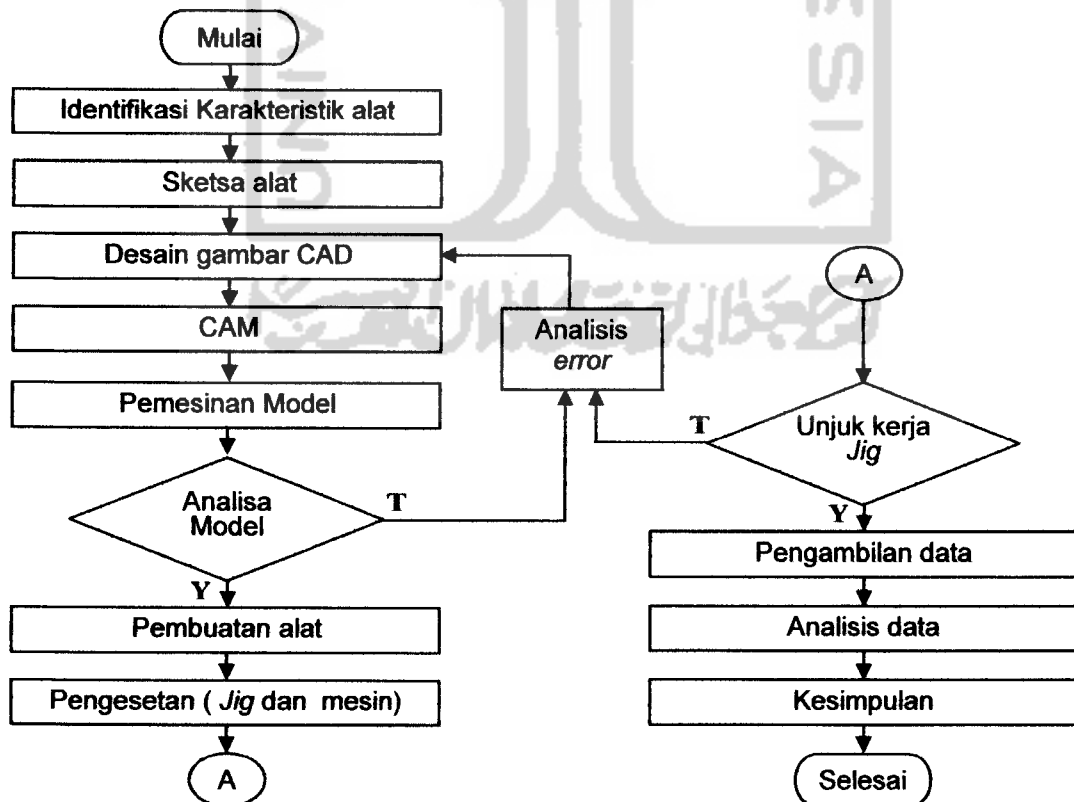 Mulai
Identifikasi Karakteristik alat
Sketsa alat
Desain gambar CAD
CAM
Pemesinan Model
Analisa
Model
T
Y
Pembuatan alat
Pengesetan ( Jig dan mesin)
A
Analisis
error
A
Unjuk kerja
Jig
T
Y
Pengambilan data
Analisis data
Kesimpulan
Selesai